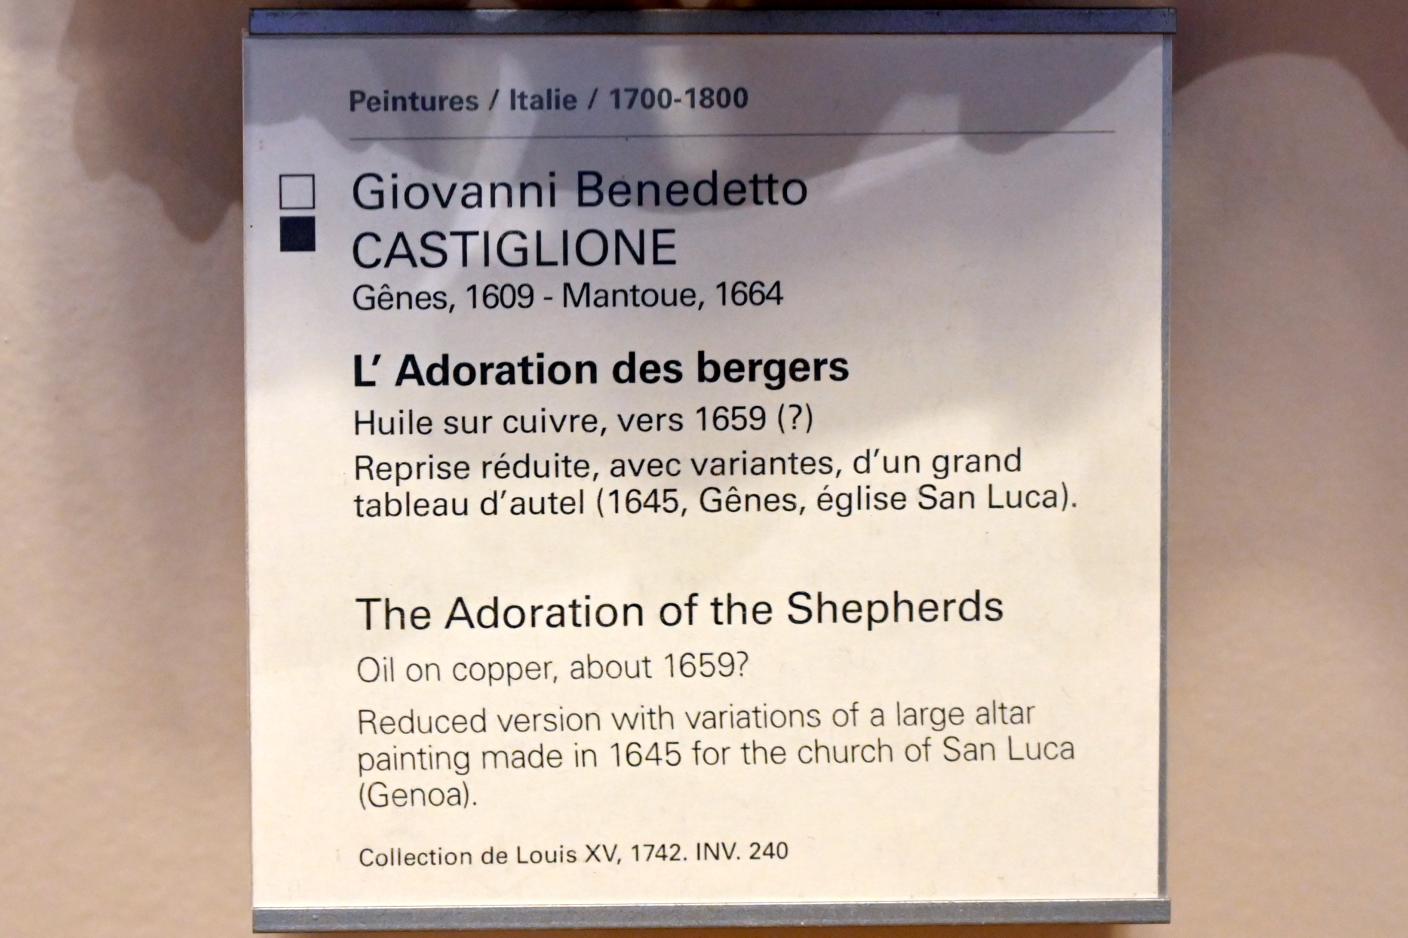 Peintures / Italie / 1700-1800
Giovanni Benedetto
CASTIGLIONE
Gênes, 1609 - Mantoue, 1664
L' Adoration des bergers
Huile sur cuivre, vers 1659 (?)
Reprise réduite, avec variantes, d'un grand
tableau d'autel (1645, Gênes, église San Luca).
The Adoration of the Shepherds
Oil on copper, about 1659?
Reduced version with variations of a large altar
painting made in 1645 for the church of San Luca
(Genoa).
Collection de Louis XV, 1742. INV. 240